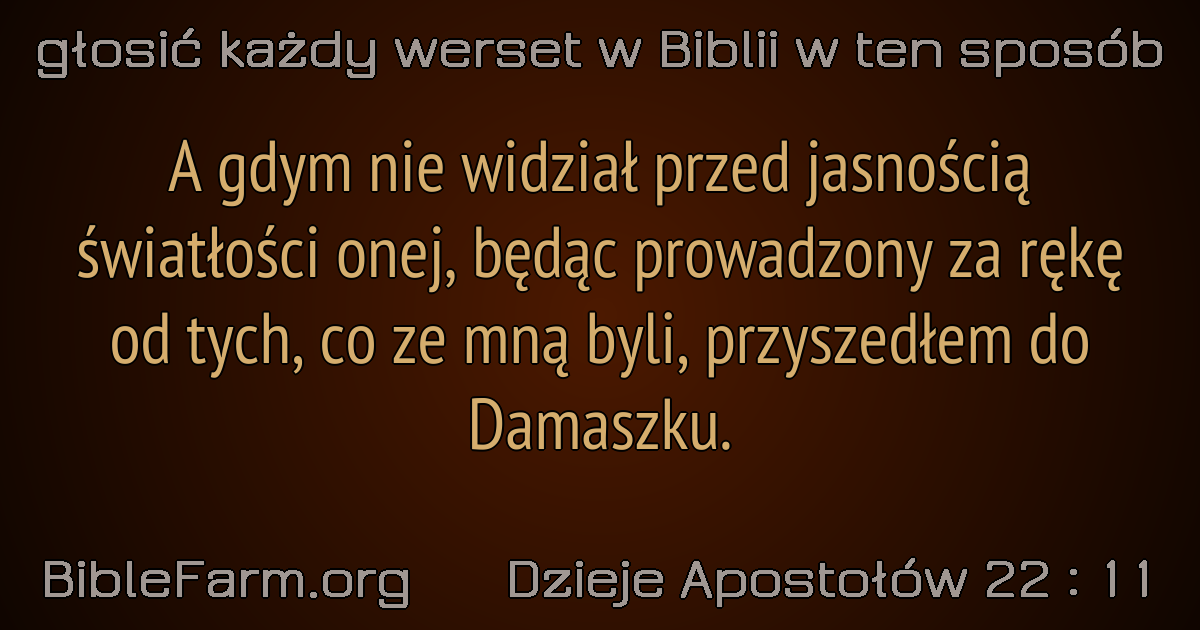 głosić każdy werset w Biblii w ten sposób
A gdym nie widział przed jasnością
światłości onej, będąc prowadzony za rękę
od tych, co ze mną byli, przyszedłem do
Damaszku.
BibleFarm.org
Dzieje Apostołów 22 : 11